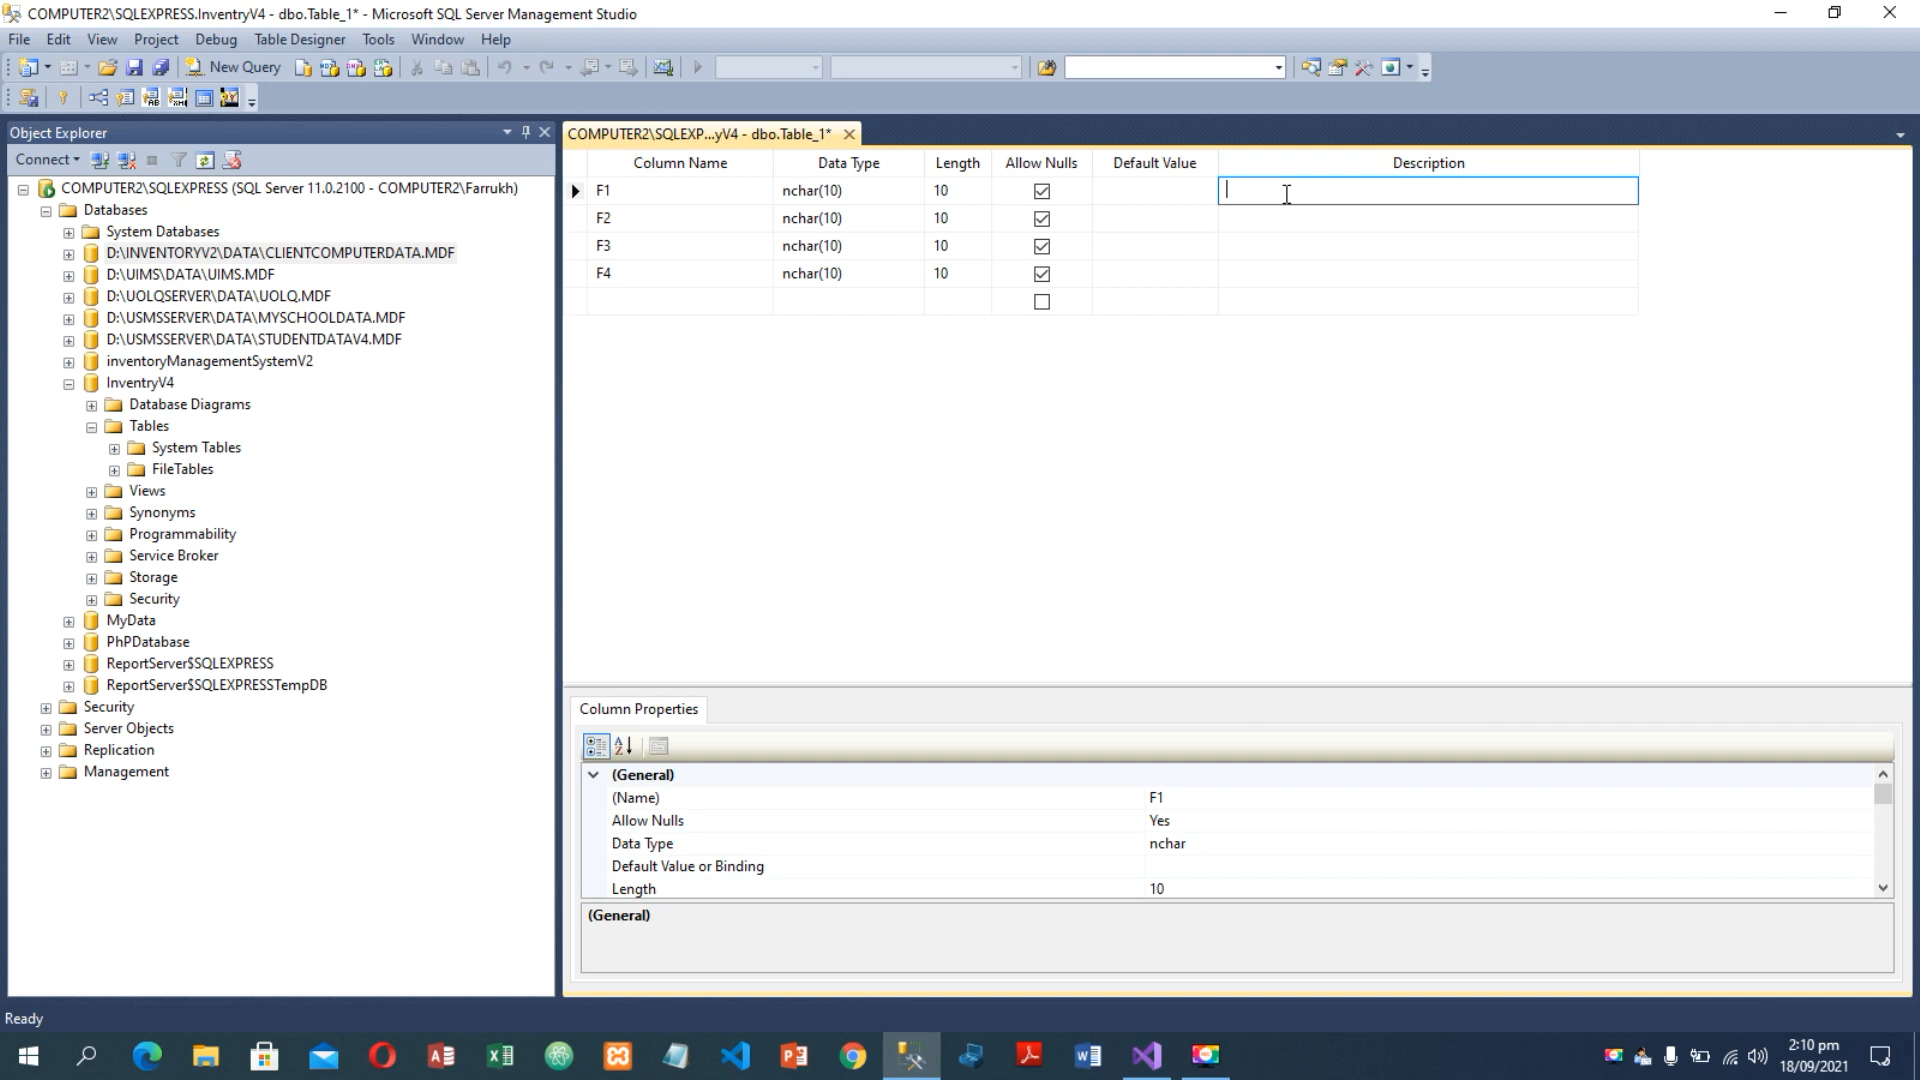 COMPUTER2\SQLEXPRESS.InventryV4 - dbo.Table_1* - Microsoft SQL Server Management Studio
File Edit View Project Debug Table Designer Tools Window Help
New Query
Object Explorer
Connect
COMPUTER2\SQLEXPRESS (SQL Server 11.0.2100 - COMPUTER2\Farrukh)
Databases
System Databases
D:\INVENTORYV2\DATA\CLIENTCOMPUTERDATA.MDF
D:\UIMS\DATA\UIMS.MDF
D:\UOLQSERVER\DATA\UOLQ.MDF
D:\USMSSERVER\DATA\MYSCHOOLDATA.MDF
D:\USMSSERVER\DATA\STUDENTDATAV4.MDF
inventoryManagementSystemV2
InventryV4
Database Diagrams
Tables
System Tables
FileTables
Views
Synonyms
Programmability
Service Broker
Storage
Security
MyData
PhPDatabase
ReportServer$SQLEXPRESS
ReportServer$SQLEXPRESSTempDB
Security
Server Objects
Replication
Management
COMPUTER2\SQLEXP...yV4 - dbo.Table_1*
Column Name Data Type Length Allow Nulls Default Value Description
F1 nchar(10) 10
F2 nchar(10) 10
F3 nchar(10) 10
F4 nchar(10) 10
Column Properties
(General)
(Name) F1
Allow Nulls Yes
Data Type nchar
Default Value or Binding
Length 10
(General)
Ready
2:10 pm
18/09/2021